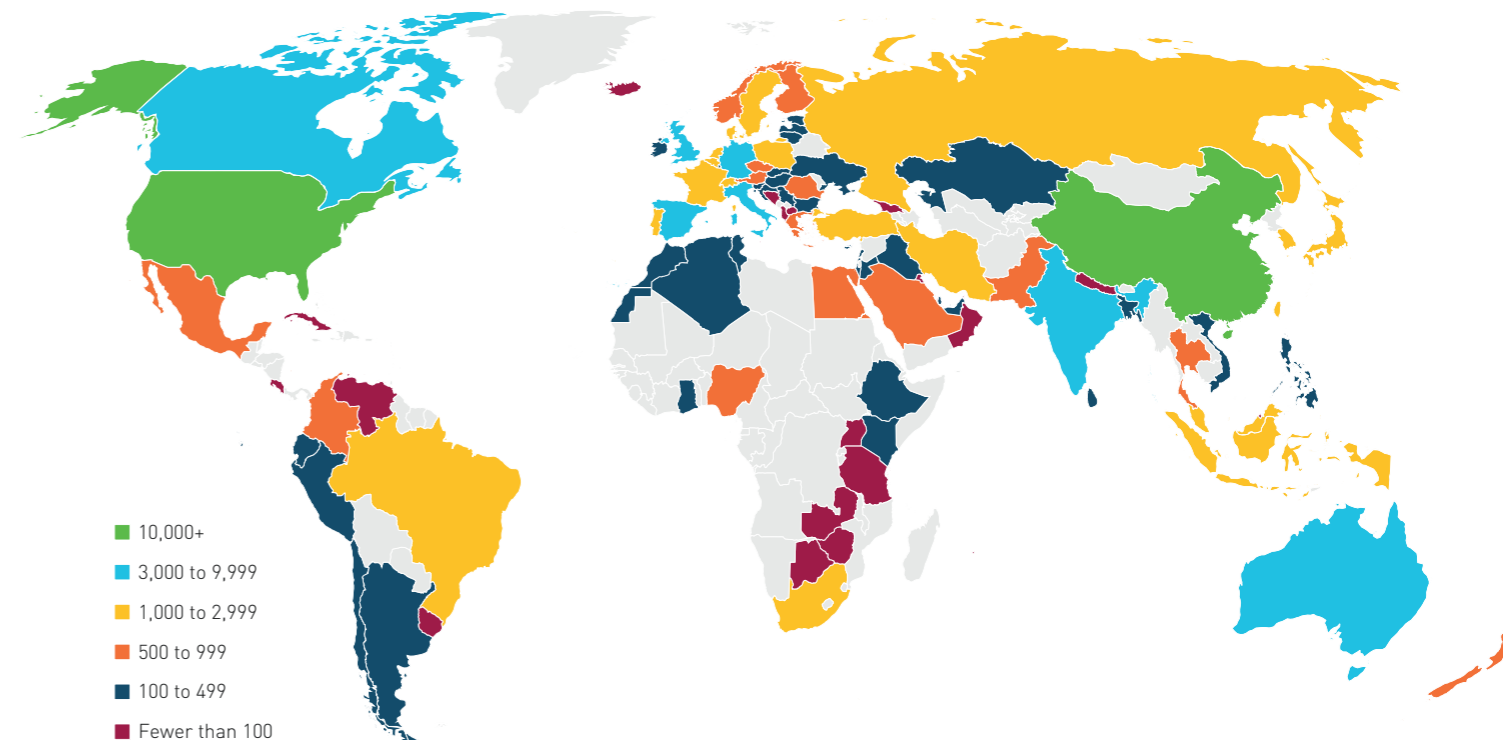 10,000+
3,000 to 9,999
1,000 to 2,999
500 to 999
100 to 499
Fewer than 100